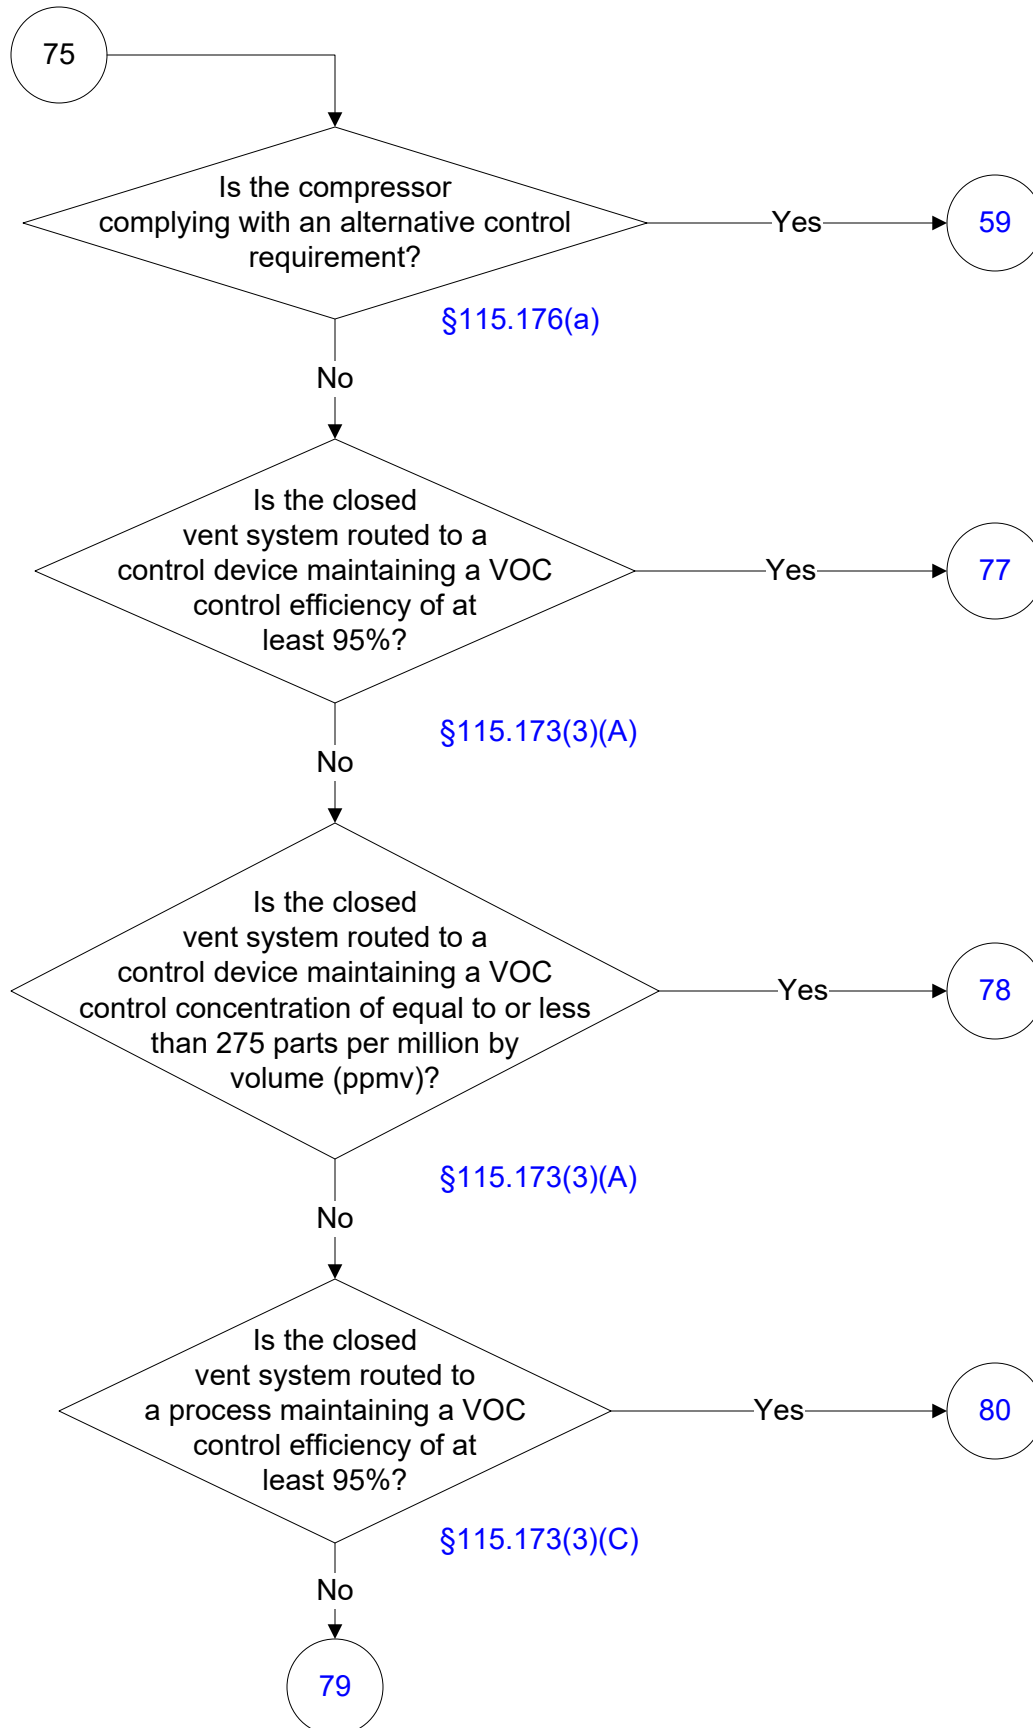 75
Is the compressor
complying with an alternative control
requirement?
Yes
59
§115.176(a)
No
Is the closed
vent system routed to a
control device maintaining a VOC
control efficiency of at
least 95%?
Yes
77
§115.173(3)(A)
No
Is the closed
vent system routed to a
control device maintaining a VOC
control concentration of equal to or less
than 275 parts per million by
volume (ppmv)?
Yes
78
§115.173(3)(A)
No
Is the closed
vent system routed to
a process maintaining a VOC
control efficiency of at
least 95%?
Yes
80
§115.173(3)(C)
No
79